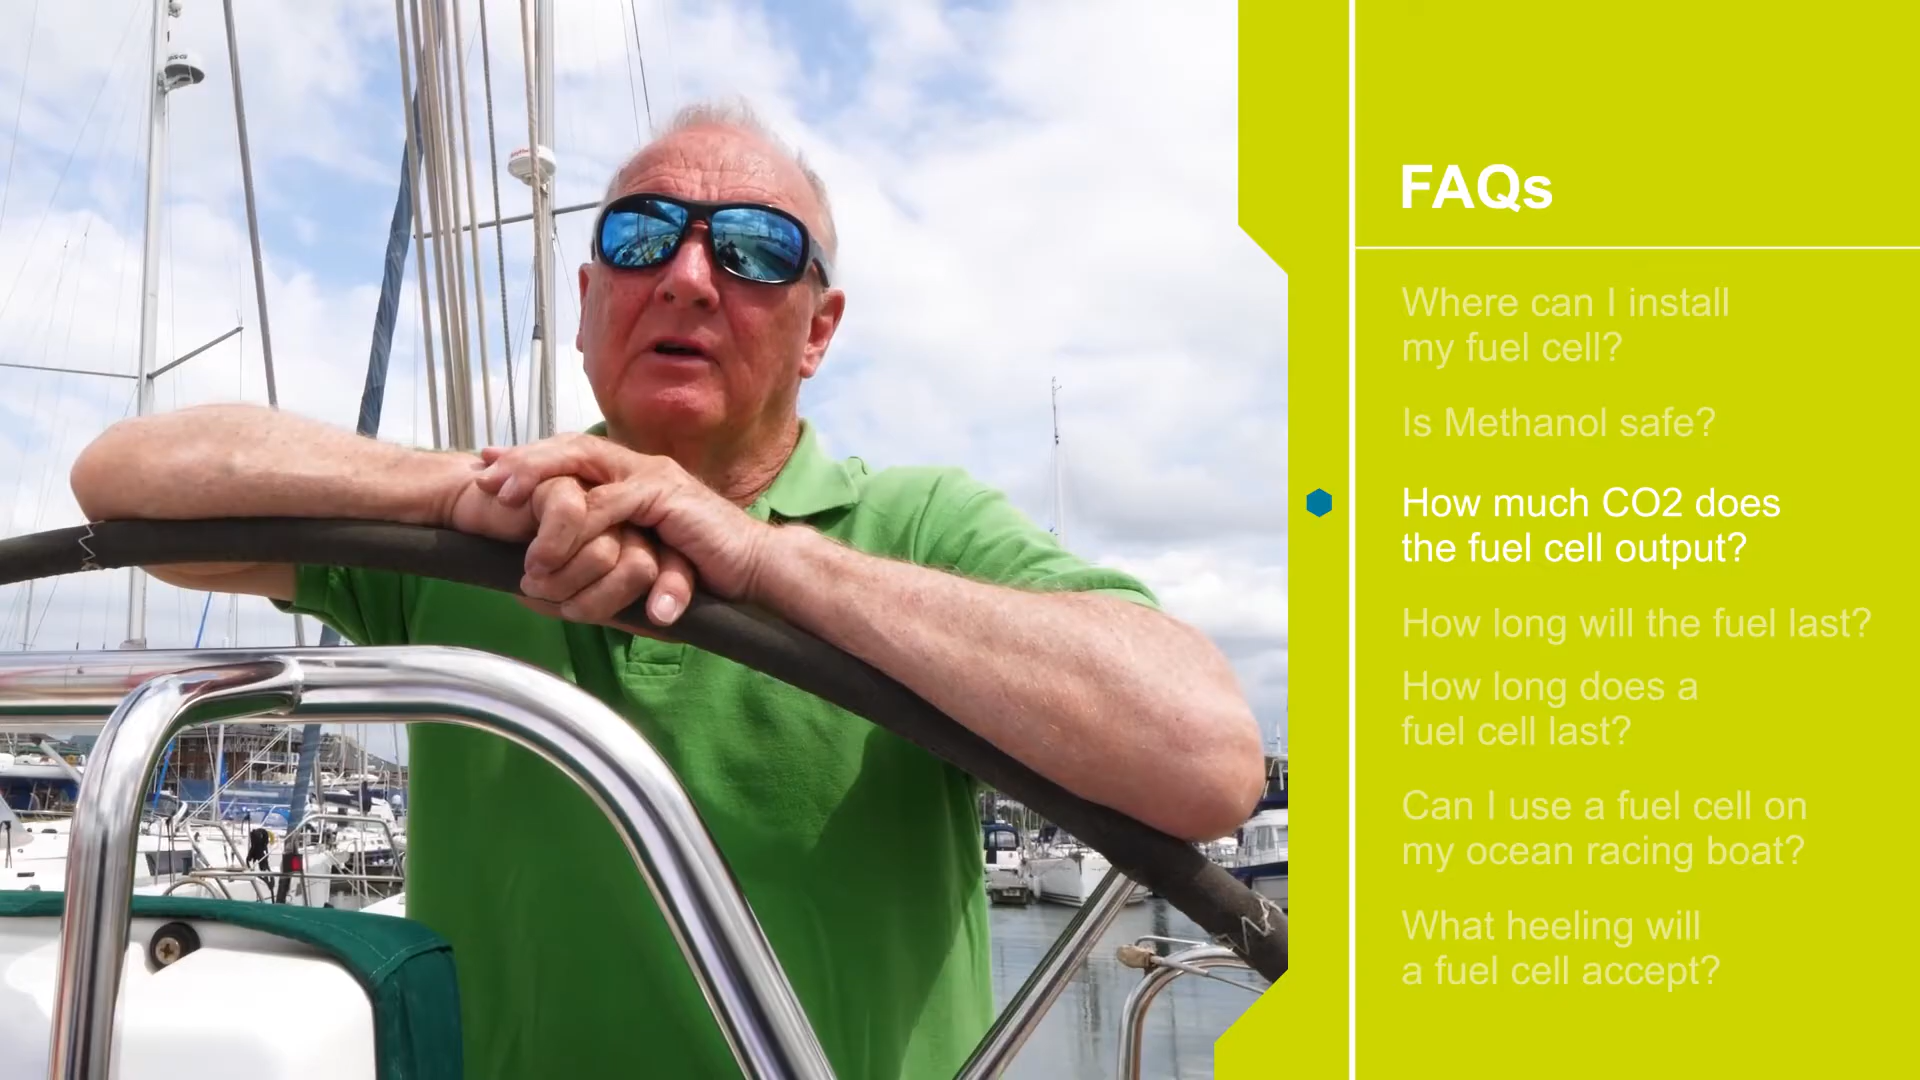 FAQs
Where can I install
my fuel cell?
Is Methanol safe?
How much CO2 does
the fuel cell output?
How long will the fuel last?
How long does a
fuel cell last?
Can I use a fuel cell on
my ocean racing boat?
What heeling will
a fuel cell accept?